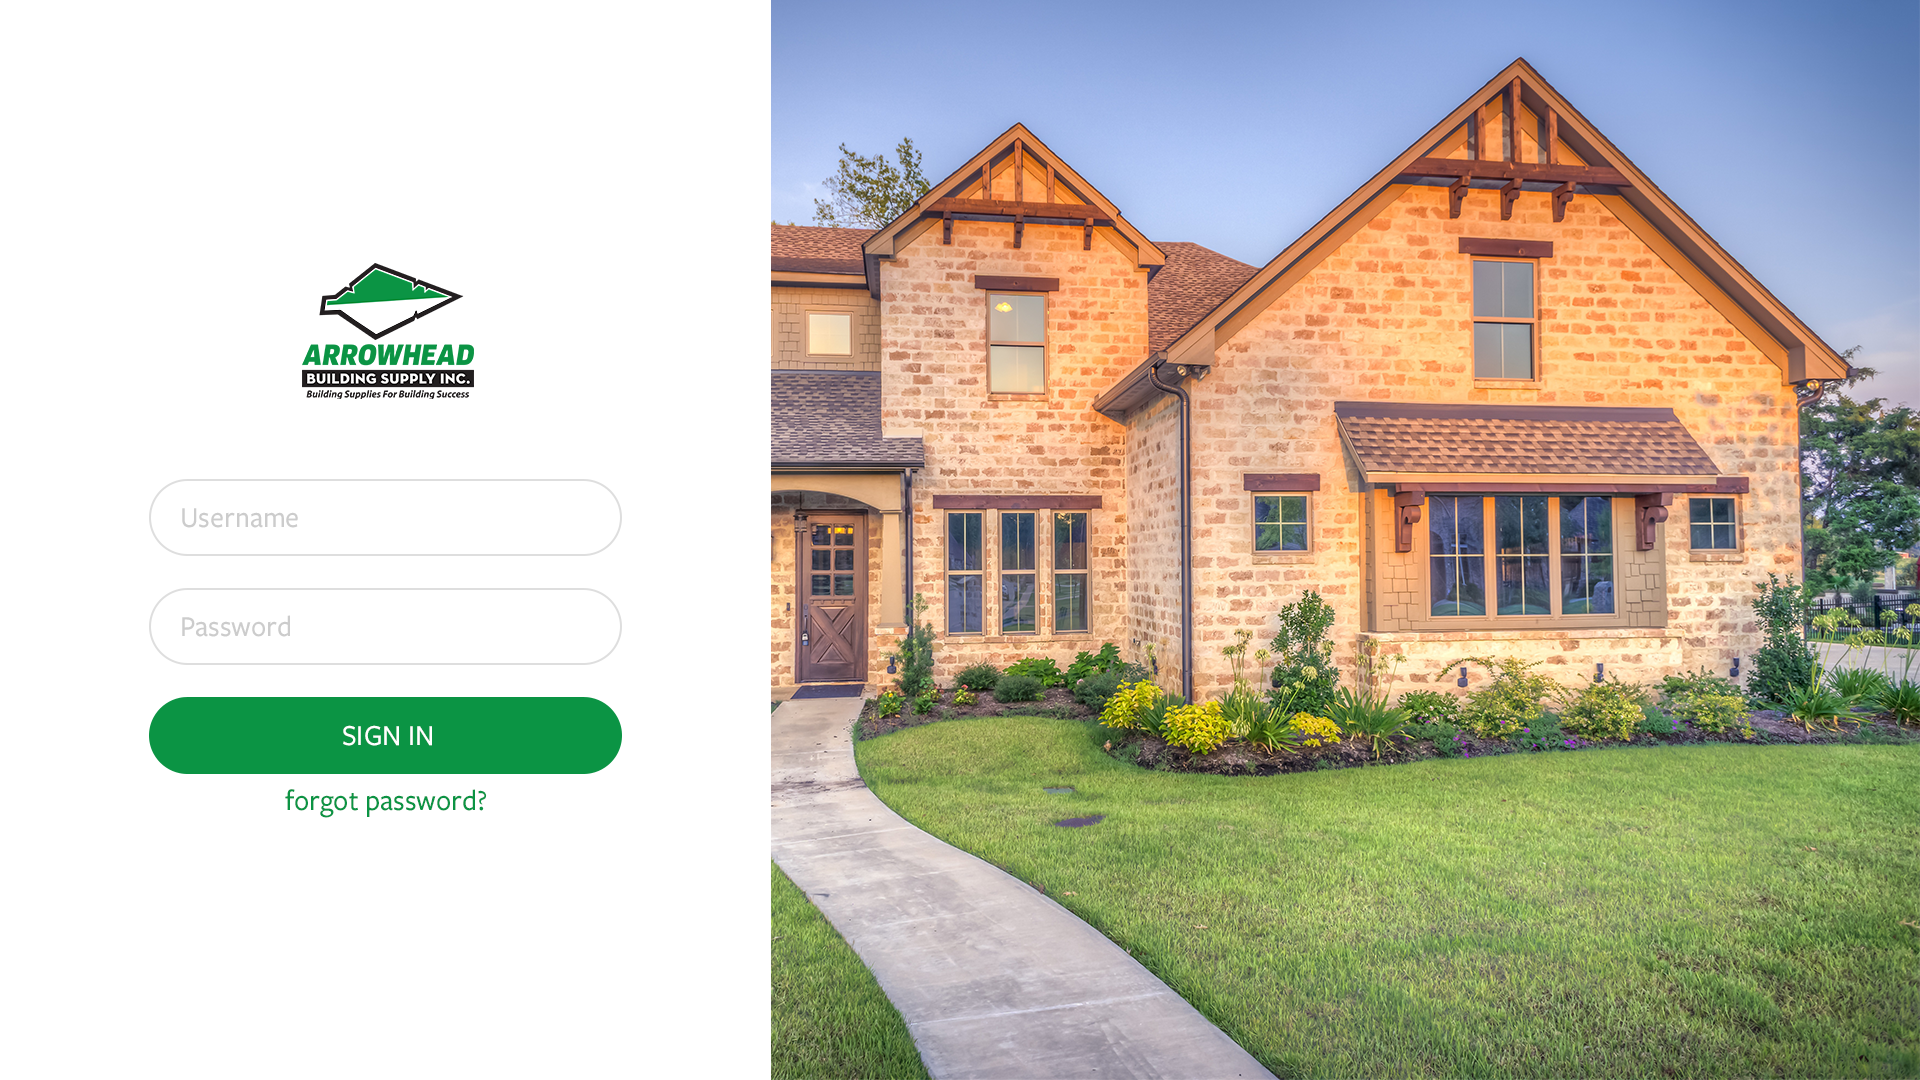 ARROWHEAD
BUILDING SUPPLY INC.
Building Supplies For Building Success
Username
Password
SIGN IN
forgot password?